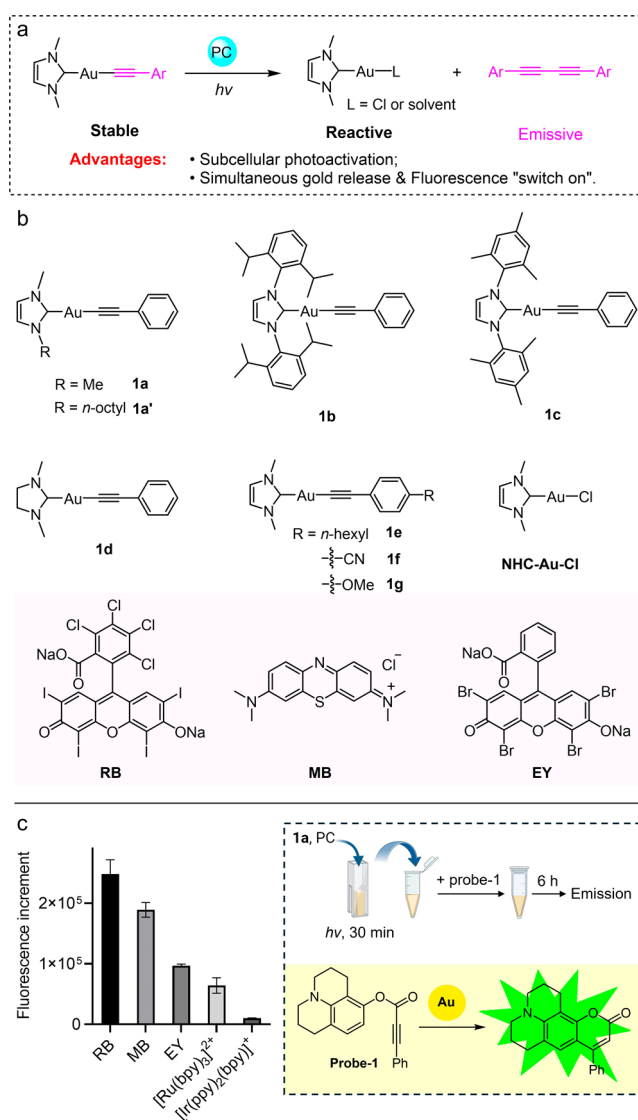 a
N
N
Au
Ar
PC
hν
N
N
Au
L
L = Cl or solvent
+
Ar
Ar
Stable
Reactive
Emissive
Advantages:
• Subcellular photoactivation;
• Simultaneous gold release & Fluorescence "switch on".
b
N
N
R
Au
R = Me 1a
R = n-octyl 1a'
N
N
Au
1b
N
N
Au
1c
N
N
Au
1d
N
N
Au
R
R = n-hexyl 1e
CN 1f
OMe 1g
N
N
Au
Cl
NHC-Au-Cl
Cl
Cl
Cl
Cl
NaO
O
I
I
O
O
ONa
I
I
RB
N
Cl⁻
N
S
N
+
MB
NaO
O
Br
Br
O
O
ONa
Br
Br
EY
c
Fluorescence increment
2×10⁵
1×10⁵
0
RB
MB
EY
[Ru(bpy)₃]²⁺
[Ir(ppy)₂(bpy)]⁺
1a, PC
hν, 30 min
+ probe-1
6 h
Emission
N
O
O
Ph
Probe-1
Au
N
O
O
Ph